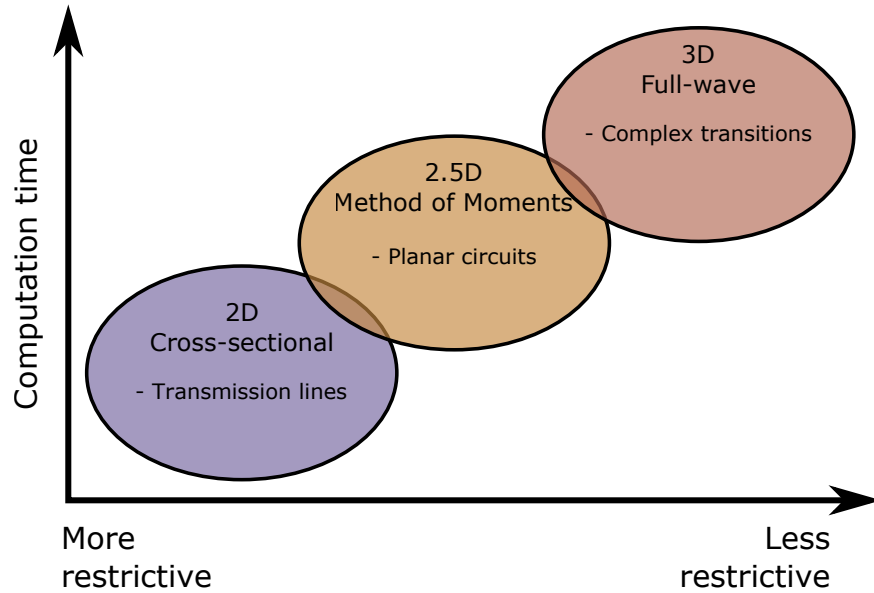 Computation time
3D
Full-wave
- Complex transitions
2.5D
Method of Moments
- Planar circuits
2D
Cross-sectional
- Transmission lines
More
restrictive
Less
restrictive